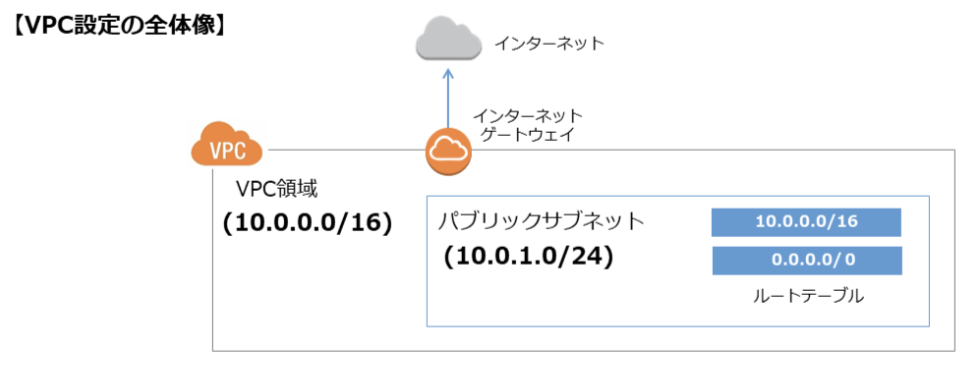 【VPC設定の全体像】
インターネット
インターネット
ゲートウェイ
VPC
VPC領域
(10.0.0.0/16)
パブリックサブネット
(10.0.1.0/24)
10.0.0.0/16
0.0.0.0/ 0
ルートテーブル